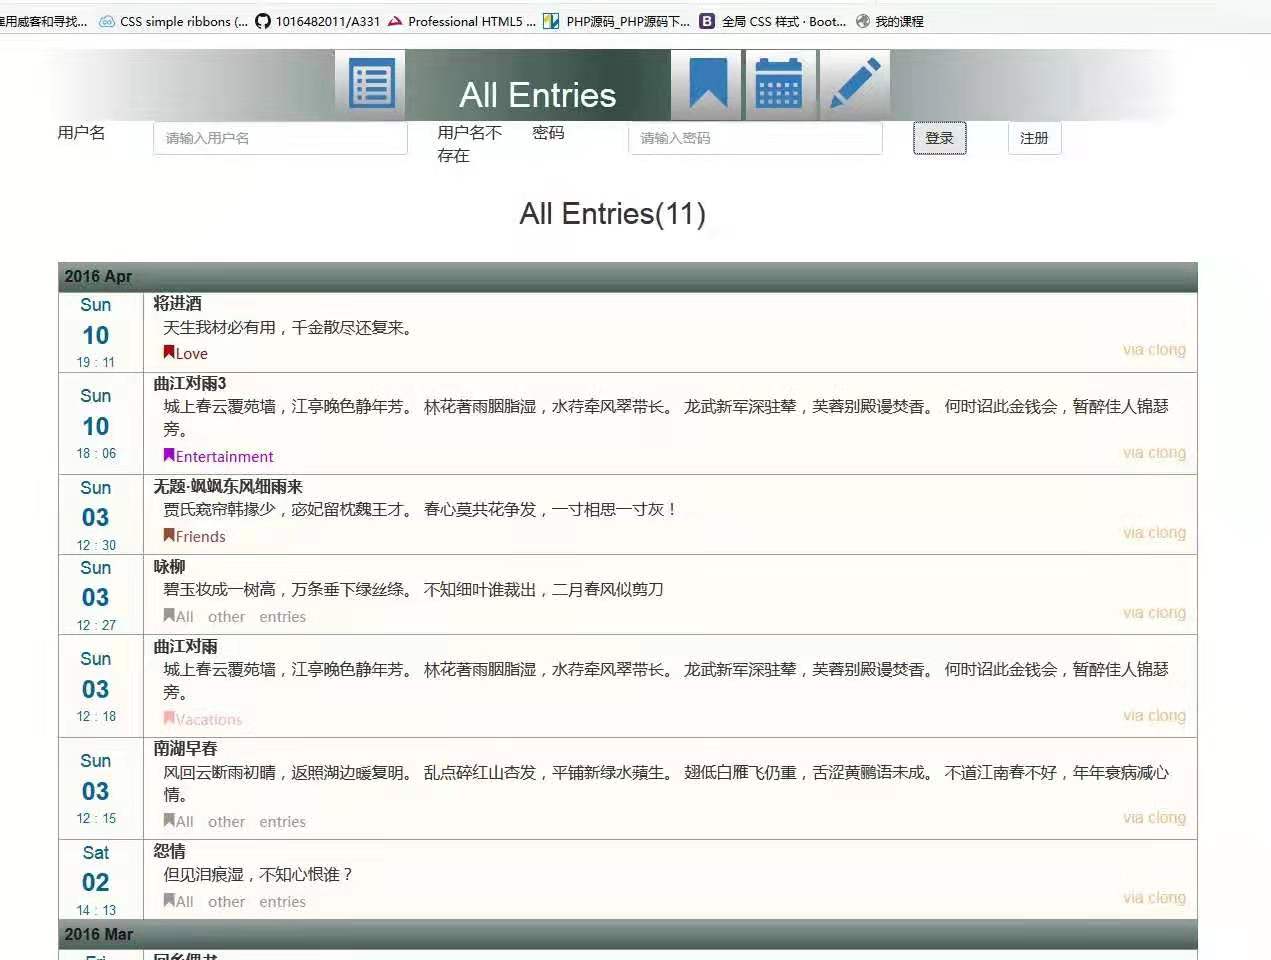 雇用威客和寻找... CSS simple ribbons (... 1016482011/A331 Professional HTML5 ... PHP源码_PHP源码下... 全局 CSS 样式 · Boot... 我的课程
All Entries
用户名 请输入用户名 用户名不 密码 请输入密码 登录 注册
存在
All Entries(11)
2016 Apr
Sun 将进酒
10 天生我材必有用，千金散尽还复来。
19 : 11 Love via clong
Sun 曲江对雨3
10 城上春云覆苑墙，江亭晚色静年芳。 林花著雨胭脂湿，水荇牵风翠带长。 龙武新军深驻辇，芙蓉别殿谩焚香。 何时诏此金钱会，暂醉佳人锦瑟
旁。
18 : 06 Entertainment via clong
Sun 无题·飒飒东风细雨来
03 贾氏窥帘韩掾少，宓妃留枕魏王才。 春心莫共花争发，一寸相思一寸灰！
12 : 30 Friends via clong
Sun 咏柳
03 碧玉妆成一树高，万条垂下绿丝绦。 不知细叶谁裁出，二月春风似剪刀
12 : 27 All other entries via clong
Sun 曲江对雨
03 城上春云覆苑墙，江亭晚色静年芳。 林花著雨胭脂湿，水荇牵风翠带长。 龙武新军深驻辇，芙蓉别殿谩焚香。 何时诏此金钱会，暂醉佳人锦瑟
旁。
12 : 18 Vacations via clong
Sun 南湖早春
03 风回云断雨初晴，返照湖边暖复明。 乱点碎红山杏发，平铺新绿水蘋生。 翅低白雁飞仍重，舌涩黄鹂语未成。 不道江南春不好，年年衰病减心
情。
12 : 15 All other entries via clong
Sat 怨情
02 但见泪痕湿，不知心恨谁？
14 : 13 All other entries via clong
2016 Mar
Fri 回乡偶书